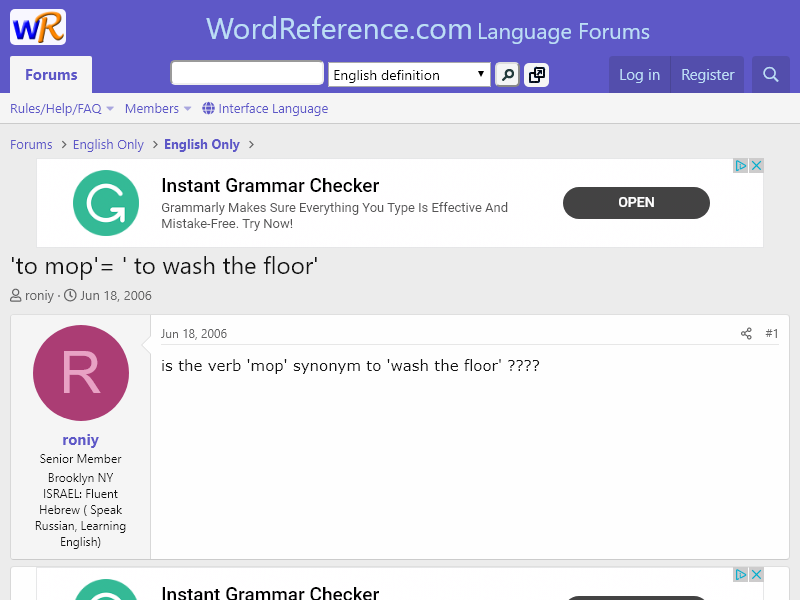 WR
WordReference.com Language Forums
Forums
English definition
Log in
Register
Rules/Help/FAQ
Members
Interface Language
Forums > English Only > English Only >
Instant Grammar Checker
Grammarly Makes Sure Everything You Type Is Effective And
Mistake-Free. Try Now!
OPEN
'to mop'= ' to wash the floor'
roniy · Jun 18, 2006
R
roniy
Senior Member
Brooklyn NY
ISRAEL: Fluent
Hebrew ( Speak
Russian, Learning
English)
Jun 18, 2006
#1
is the verb 'mop' synonym to 'wash the floor' ????
Instant Grammar Checker